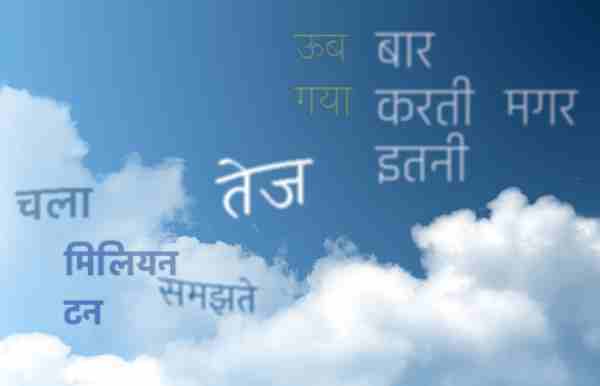 ऊब
गया
बार
करती
इतनी
मगर
तेज
चला
मिलियन
टन
समझते